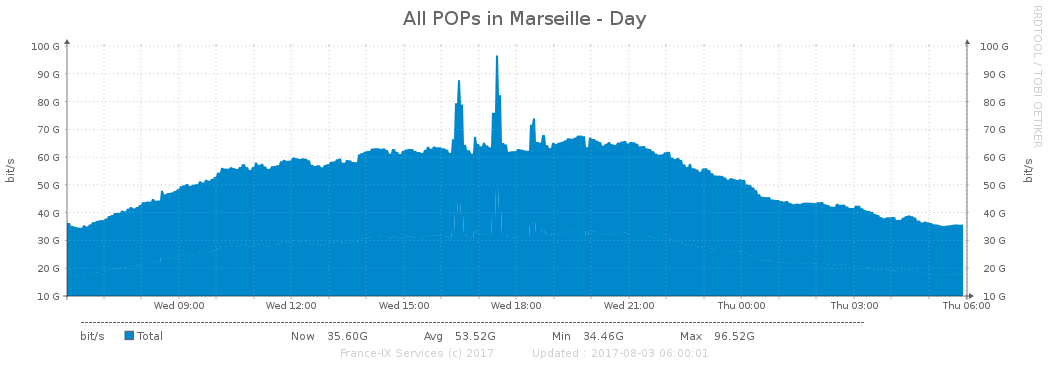 All POPs in Marseille - Day
RRDTOOL / TOBI OETIKER
bit/s
100 G 100 G
90 G 90 G
80 G 80 G
70 G 70 G
60 G 60 G
50 G 50 G
40 G 40 G
30 G 30 G
20 G 20 G
10 G 10 G
bit/s
Wed 09:00 Wed 12:00 Wed 15:00 Wed 18:00 Wed 21:00 Thu 00:00 Thu 03:00 Thu 06:00
bit/s Total Now 35.60G Avg 53.52G Min 34.46G Max 96.52G
France-IX Services (c) 2017 Updated : 2017-08-03 06:00:01